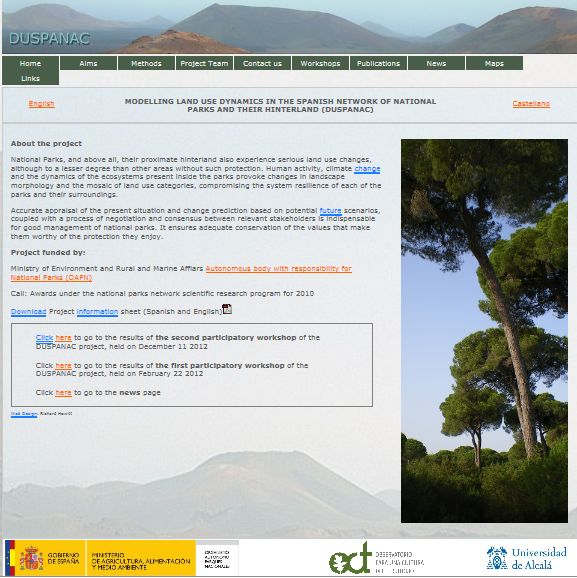 DUSPANAC
Home
Aims
Methods
Project Team
Contact us
Workshops
Publications
News
Maps
Links
English
MODELLING LAND USE DYNAMICS IN THE SPANISH NETWORK OF NATIONAL
PARKS AND THEIR HINTERLAND (DUSPANAC)
Castellano
About the project
National Parks, and above all, their proximate hinterland also experience serious land use changes,
although to a lesser degree than other areas without such protection. Human activity, climate change
and the dynamics of the ecosystems present inside the parks provoke changes in landscape
morphology and the mosaic of land use categories, compromising the system resilience of each of the
parks and their surroundings.
Accurate appraisal of the present situation and change prediction based on potential future scenarios,
coupled with a process of negotiation and consensus between relevant stakeholders is indispensable
for good management of national parks. It ensures adequate conservation of the values that make
them worthy of the protection they enjoy.
Project funded by:
Ministry of Environment and Rural and Marine Affiars Autonomous body with responsibility for
National Parks (OAPN)
Call: Awards under the national parks network scientific research program for 2010
Download Project information sheet (Spanish and English)
Click here to go to the results of the second participatory workshop of the
DUSPANAC project, held on December 11 2012
Click here to go to the results of the first participatory workshop of the
DUSPANAC project, held on February 22 2012
Click here to go to the news page
Web Design, Richard Hewitt
GOBIERNO
DE ESPAÑA
MINISTERIO
DE AGRICULTURA, ALIMENTACIÓN
Y MEDIO AMBIENTE
ORGANISMO
AUTÓNOMO
PARQUES
NACIONALES
OBSERVATORIO
PARA UNA CULTURA
Universidad
de Alcalá